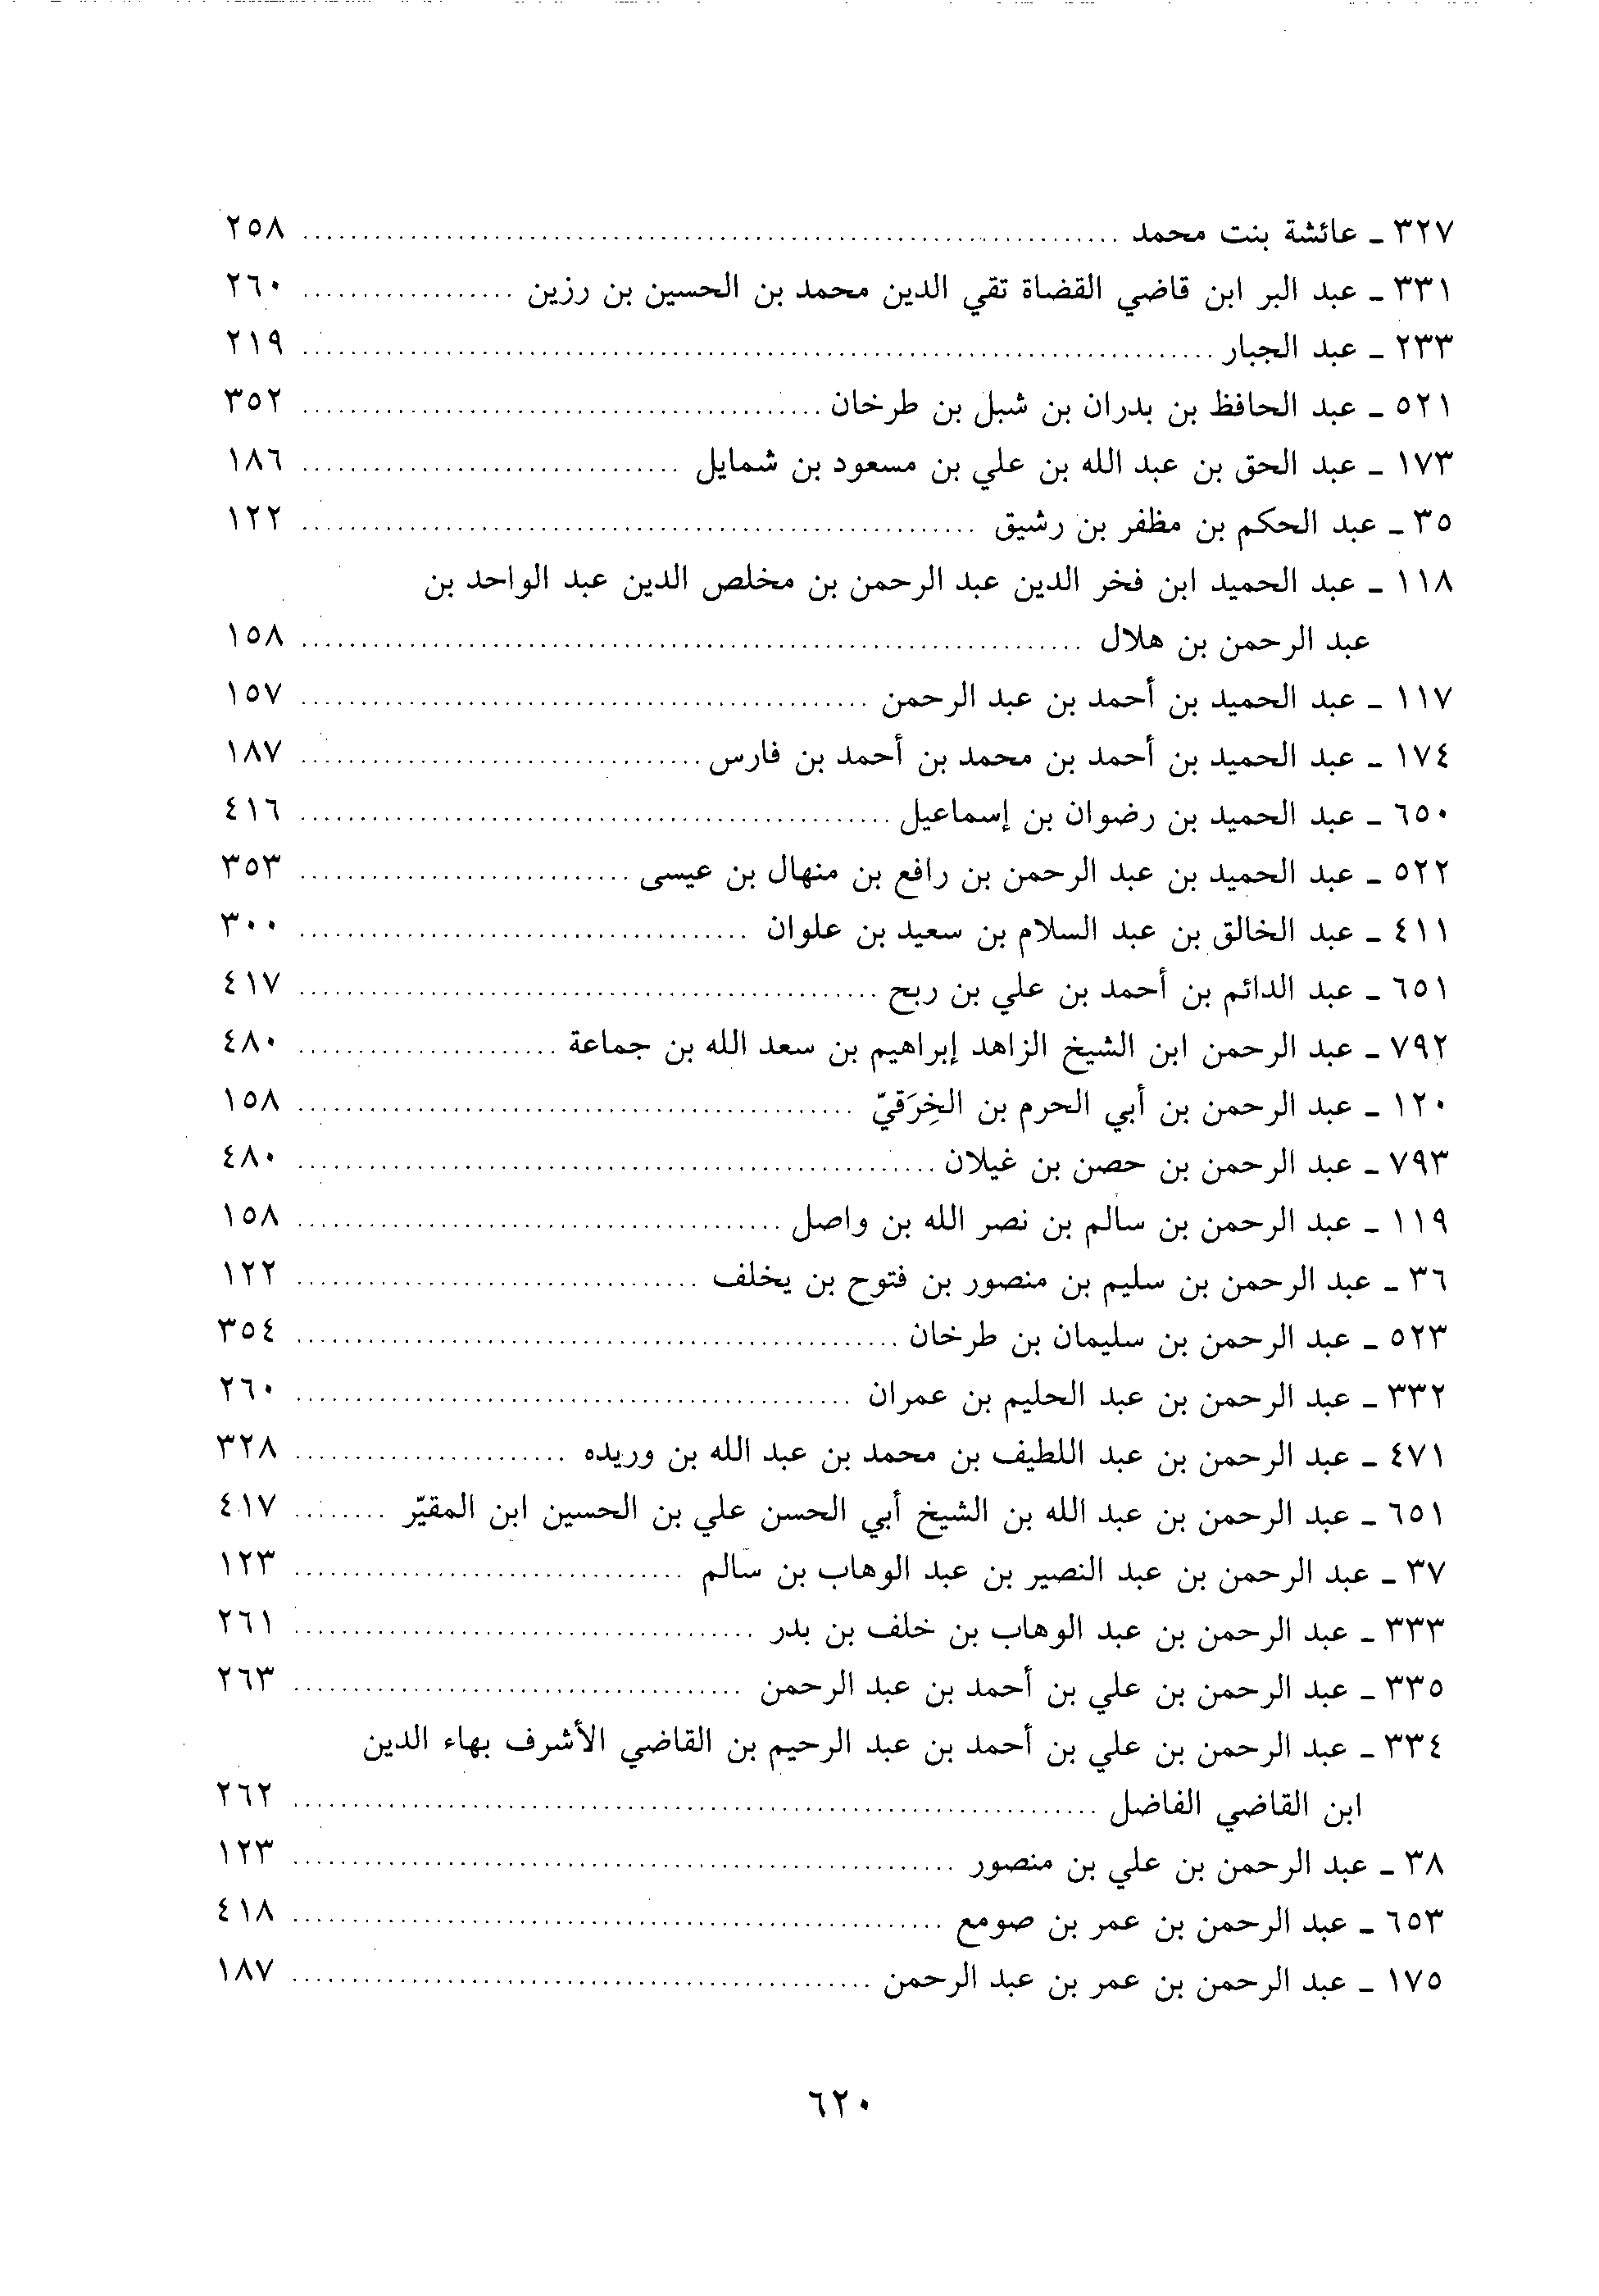 ٣٢٧ ـ عائشة بنت محمد ........ ٢٥٨
٣٣١ ـ عبد البر ابن قاضي القضاة تقي الدين محمد بن الحسين بن رزين ........ ٢٦٠
٢٣٣ ـ عبد الجبار ........ ٢١٩
٥٢١ ـ عبد الحافظ بن بدران بن شبل بن طرخان ........ ٣٥٢
١٧٣ ـ عبد الحق بن عبد الله بن علي بن مسعود بن شمايل ........ ١٨٦
٣٥ ـ عبد الحكم بن مظفر بن رشيق ........ ١٢٢
١١٨ ـ عبد الحميد ابن فخر الدين عبد الرحمن بن مخلص الدين عبد الواحد بن
عبد الرحمن بن هلال ........ ١٥٨
١١٧ ـ عبد الحميد بن أحمد بن عبد الرحمن ........ ١٥٧
١٧٤ ـ عبد الحميد بن أحمد بن محمد بن أحمد بن فارس ........ ١٨٧
٦٥٠ ـ عبد الحميد بن رضوان بن إسماعيل ........ ٤١٦
٥٢٢ ـ عبد الحميد بن عبد الرحمن بن رافع بن منهال بن عيسى ........ ٣٥٣
٤١١ ـ عبد الخالق بن عبد السلام بن سعيد بن علوان ........ ٣٠٠
٦٥١ ـ عبد الدائم بن أحمد بن علي بن ربح ........ ٤١٧
٧٩٢ ـ عبد الرحمن ابن الشيخ الزاهد إبراهيم بن سعد الله بن جماعة ........ ٤٨٠
١٢٠ ـ عبد الرحمن بن أبي الحرم بن الخِرَقيّ ........ ١٥٨
٧٩٣ ـ عبد الرحمن بن حصن بن غيلان ........ ٤٨٠
١١٩ ـ عبد الرحمن بن سالم بن نصر الله بن واصل ........ ١٥٨
٣٦ ـ عبد الرحمن بن سليم بن منصور بن فتوح بن يخلف ........ ١٢٢
٥٢٣ ـ عبد الرحمن بن سليمان بن طرخان ........ ٣٥٤
٣٣٢ ـ عبد الرحمن بن عبد الحليم بن عمران ........ ٢٦٠
٤٧١ ـ عبد الرحمن بن عبد اللطيف بن محمد بن عبد الله بن وريده ........ ٣٢٨
٦٥١ ـ عبد الرحمن بن عبد الله بن الشيخ أبي الحسن علي بن الحسين ابن المقيّر ........ ٤١٧
٣٧ ـ عبد الرحمن بن عبد النصير بن عبد الوهاب بن سالم ........ ١٢٣
٣٣٣ ـ عبد الرحمن بن عبد الوهاب بن خلف بن بدر ........ ٢٦١
٣٣٥ ـ عبد الرحمن بن علي بن أحمد بن عبد الرحمن ........ ٢٦٣
٣٣٤ ـ عبد الرحمن بن علي بن أحمد بن عبد الرحيم بن القاضي الأشرف بهاء الدين
ابن القاضي الفاضل ........ ٢٦٢
٣٨ ـ عبد الرحمن بن علي بن منصور ........ ١٢٣
٦٥٣ ـ عبد الرحمن بن عمر بن صومع ........ ٤١٨
١٧٥ ـ عبد الرحمن بن عمر بن عبد الرحمن ........ ١٨٧
٦٢٠